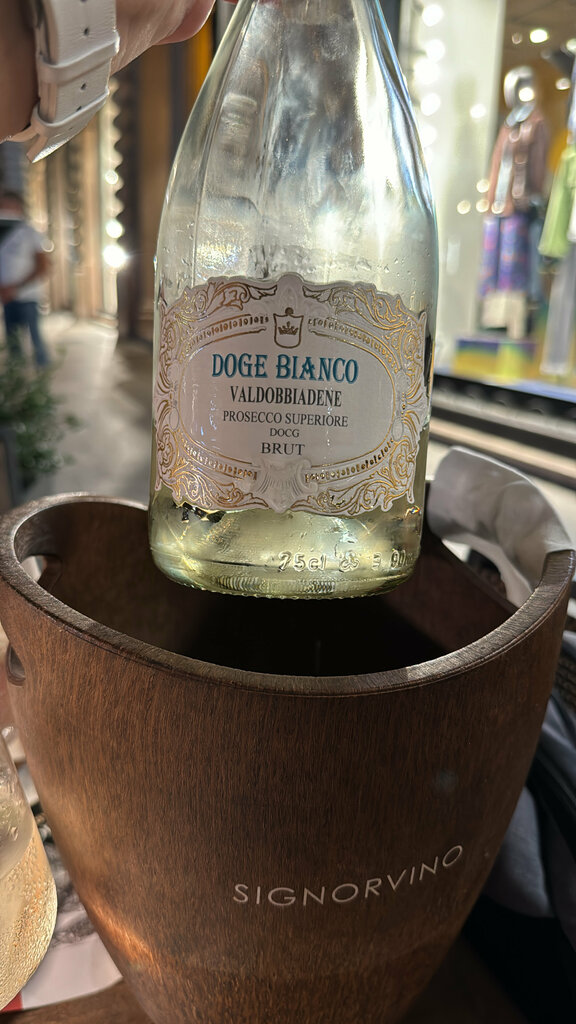 DOGE BIANCO
VALDOBBIADENE
PROSECCO SUPERIORE
DOCG
BRUT
75cl
SIGNORVINO